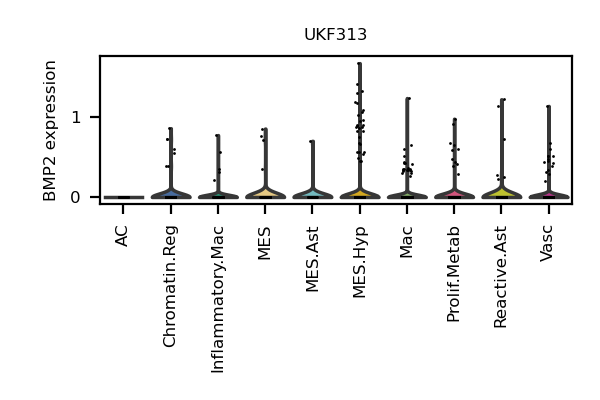 UKF313
BMP2 expression
1
0
AC
Chromatin.Reg
Inflammatory.Mac
MES
MES.Ast
MES.Hyp
Mac
Prolif.Metab
Reactive.Ast
Vasc